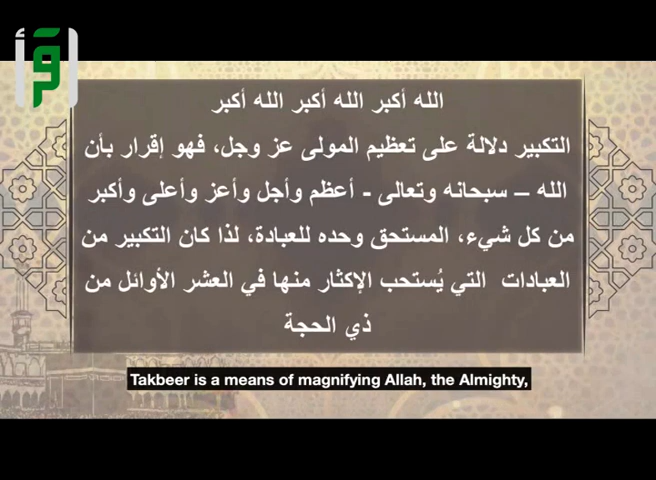 اقرأ
الله أكبر الله أكبر الله أكبر
التكبير دلالة على تعظيم المولى عز وجل، فهو إقرار بأن
الله – سبحانه وتعالى - أعظم وأجل وأعز وأعلى وأكبر
من كل شيء، المستحق وحده للعبادة، لذا كان التكبير من
العبادات التي يُستحب الإكثار منها في العشر الأوائل من
ذي الحجة
Takbeer is a means of magnifying Allah, the Almighty,